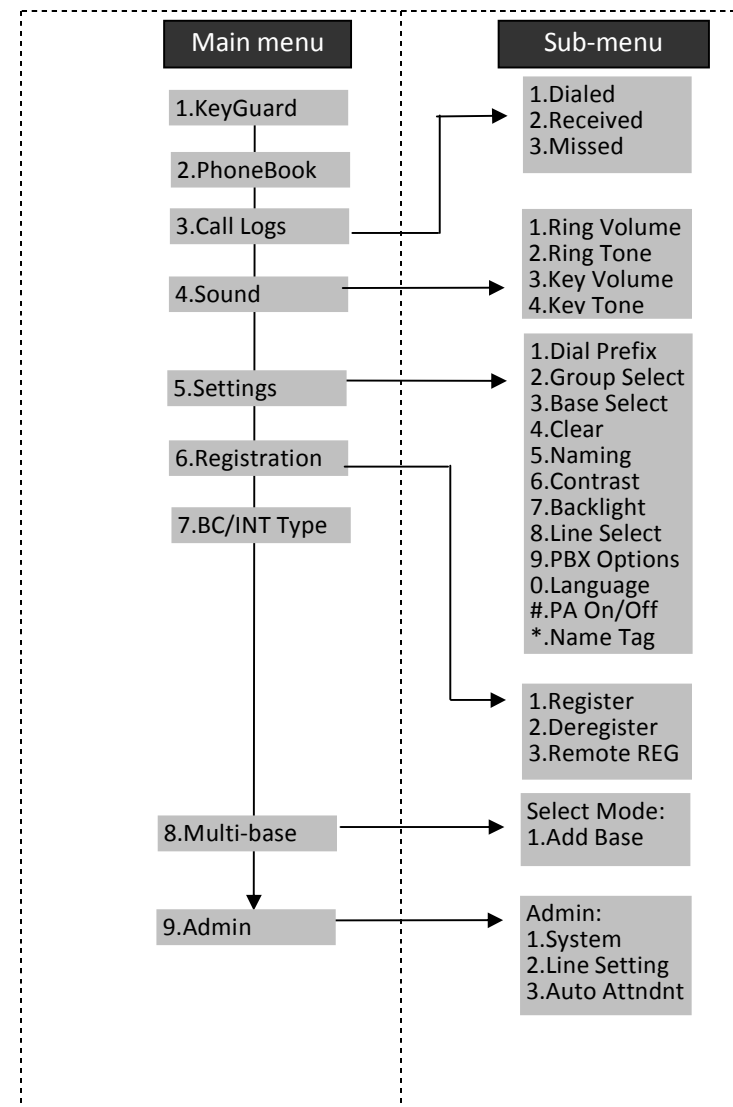 Main menu
1.KeyGuard
2.PhoneBook
3.Call Logs
4.Sound
5.Settings
6.Registration
7.BC/INT Type
8.Multi-base
9.Admin
Sub-menu
1.Dialed
2.Received
3.Missed
1.Ring Volume
2.Ring Tone
3.Key Volume
4.Key Tone
1.Dial Prefix
2.Group Select
3.Base Select
4.Clear
5.Naming
6.Contrast
7.Backlight
8.Line Select
9.PBX Options
0.Language
#.PA On/Off
*.Name Tag
1.Register
2.Deregister
3.Remote REG
Select Mode:
1.Add Base
Admin:
1.System
2.Line Setting
3.Auto Attndnt